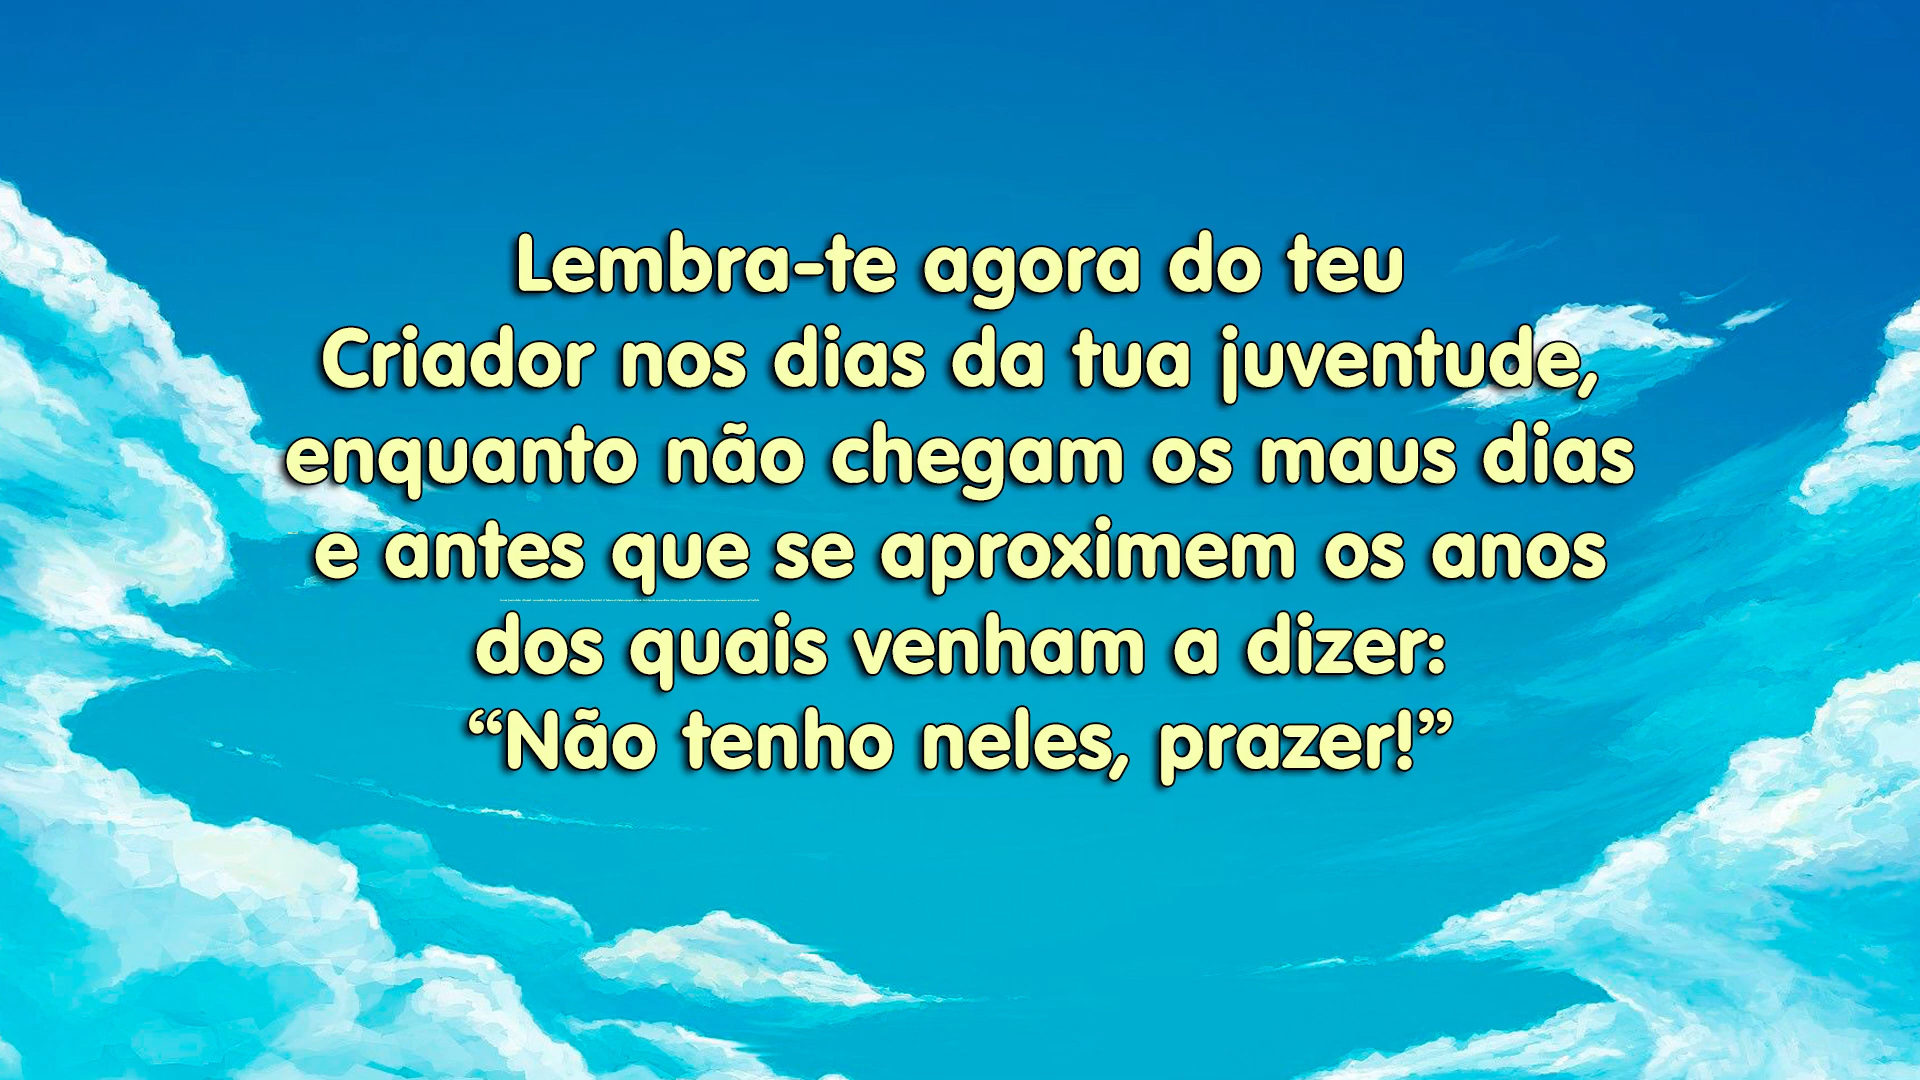 Lembra-te agora do teu
Criador nos dias da tua juventude,
enquanto não chegam os maus dias
e antes que se aproximem os anos
dos quais venham a dizer:
“Não tenho neles, prazer!”